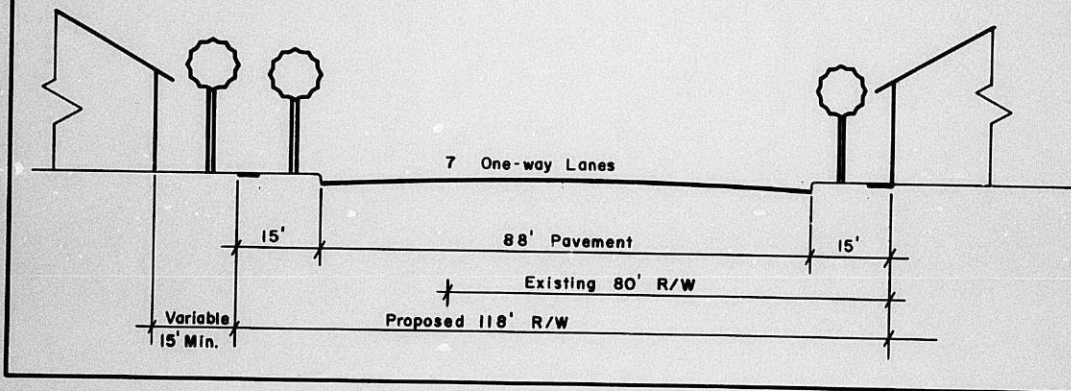 7 One-way Lanes
15' 88' Pavement 15'
Existing 80' R/W
Variable Proposed 118' R/W
15' Min.